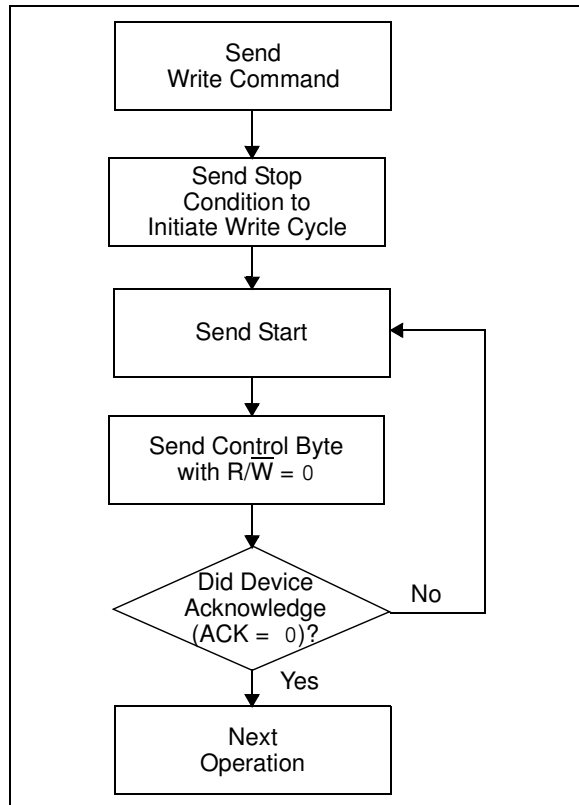 Send
Write Command
Send Stop
Condition to
Initiate Write Cycle
Send Start
Send Control Byte
with R/W̅ = 0
Did Device
Acknowledge
(ACK = 0)?
No
Yes
Next
Operation